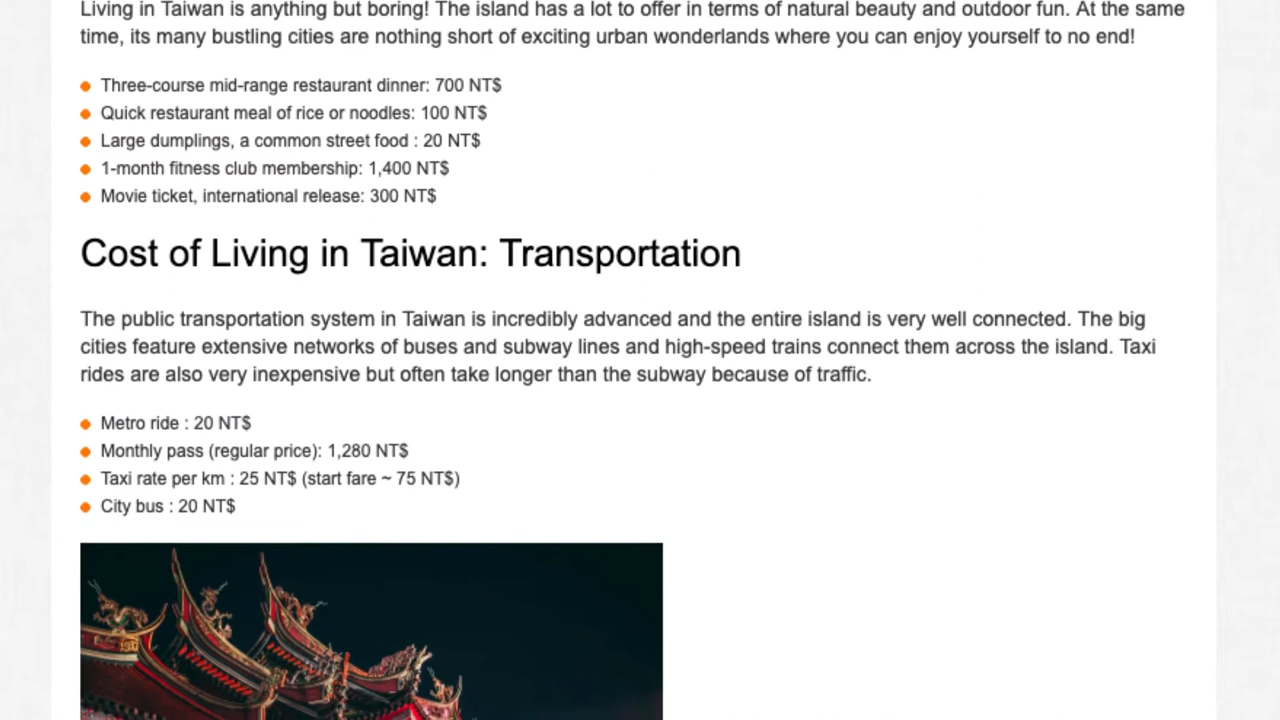 Living in Taiwan is anything but boring! The island has a lot to offer in terms of natural beauty and outdoor fun. At the same
time, its many bustling cities are nothing short of exciting urban wonderlands where you can enjoy yourself to no end!
Three-course mid-range restaurant dinner: 700 NT$
Quick restaurant meal of rice or noodles: 100 NT$
Large dumplings, a common street food : 20 NT$
1-month fitness club membership: 1,400 NT$
Movie ticket, international release: 300 NT$
Cost of Living in Taiwan: Transportation
The public transportation system in Taiwan is incredibly advanced and the entire island is very well connected. The big
cities feature extensive networks of buses and subway lines and high-speed trains connect them across the island. Taxi
rides are also very inexpensive but often take longer than the subway because of traffic.
Metro ride : 20 NT$
Monthly pass (regular price): 1,280 NT$
Taxi rate per km : 25 NT$ (start fare ~ 75 NT$)
City bus : 20 NT$